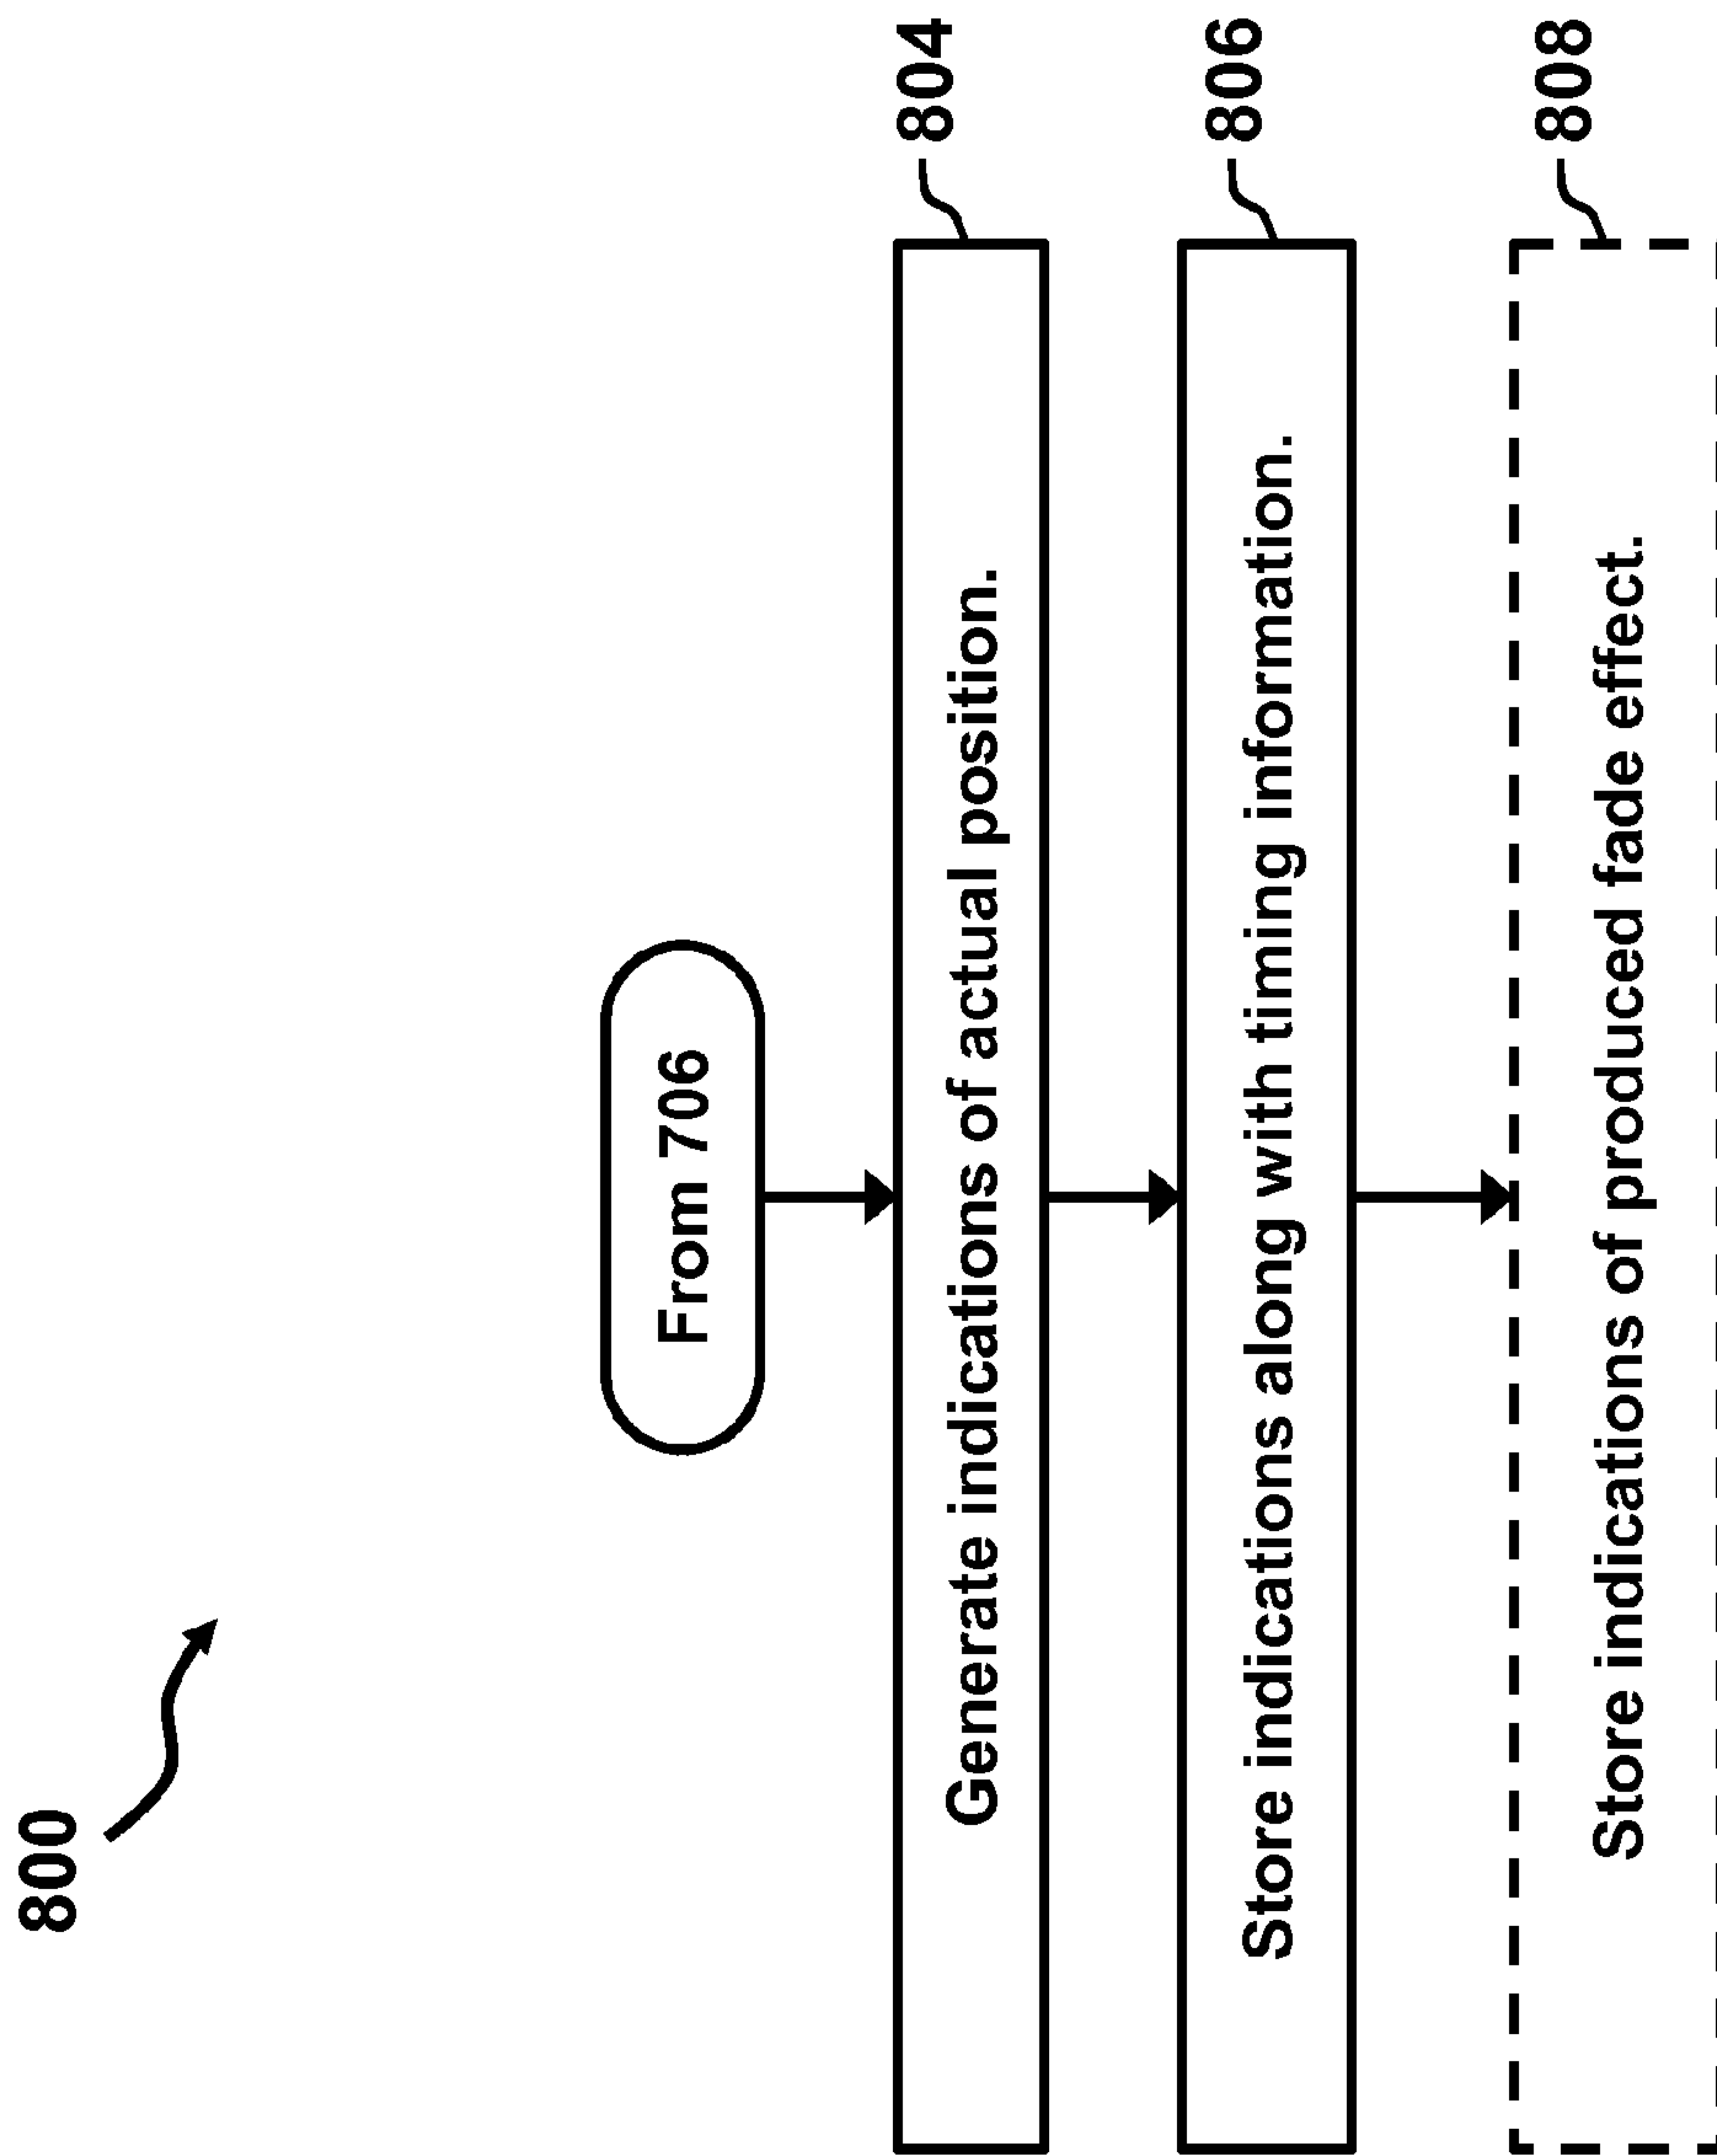 800
From 706
Generate indications of actual position.
804
Store indications along with timing information.
806
Store indications of produced fade effect.
808